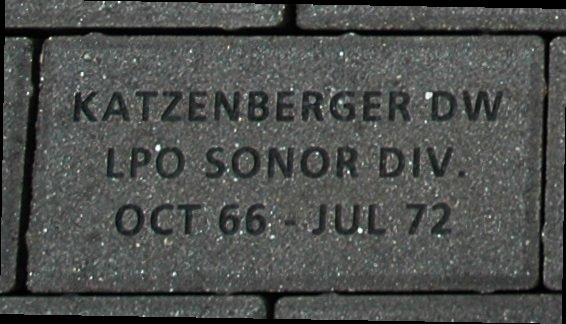 KATZENBERGER DW
LPO SONOR DIV.
OCT 66 - JUL 72